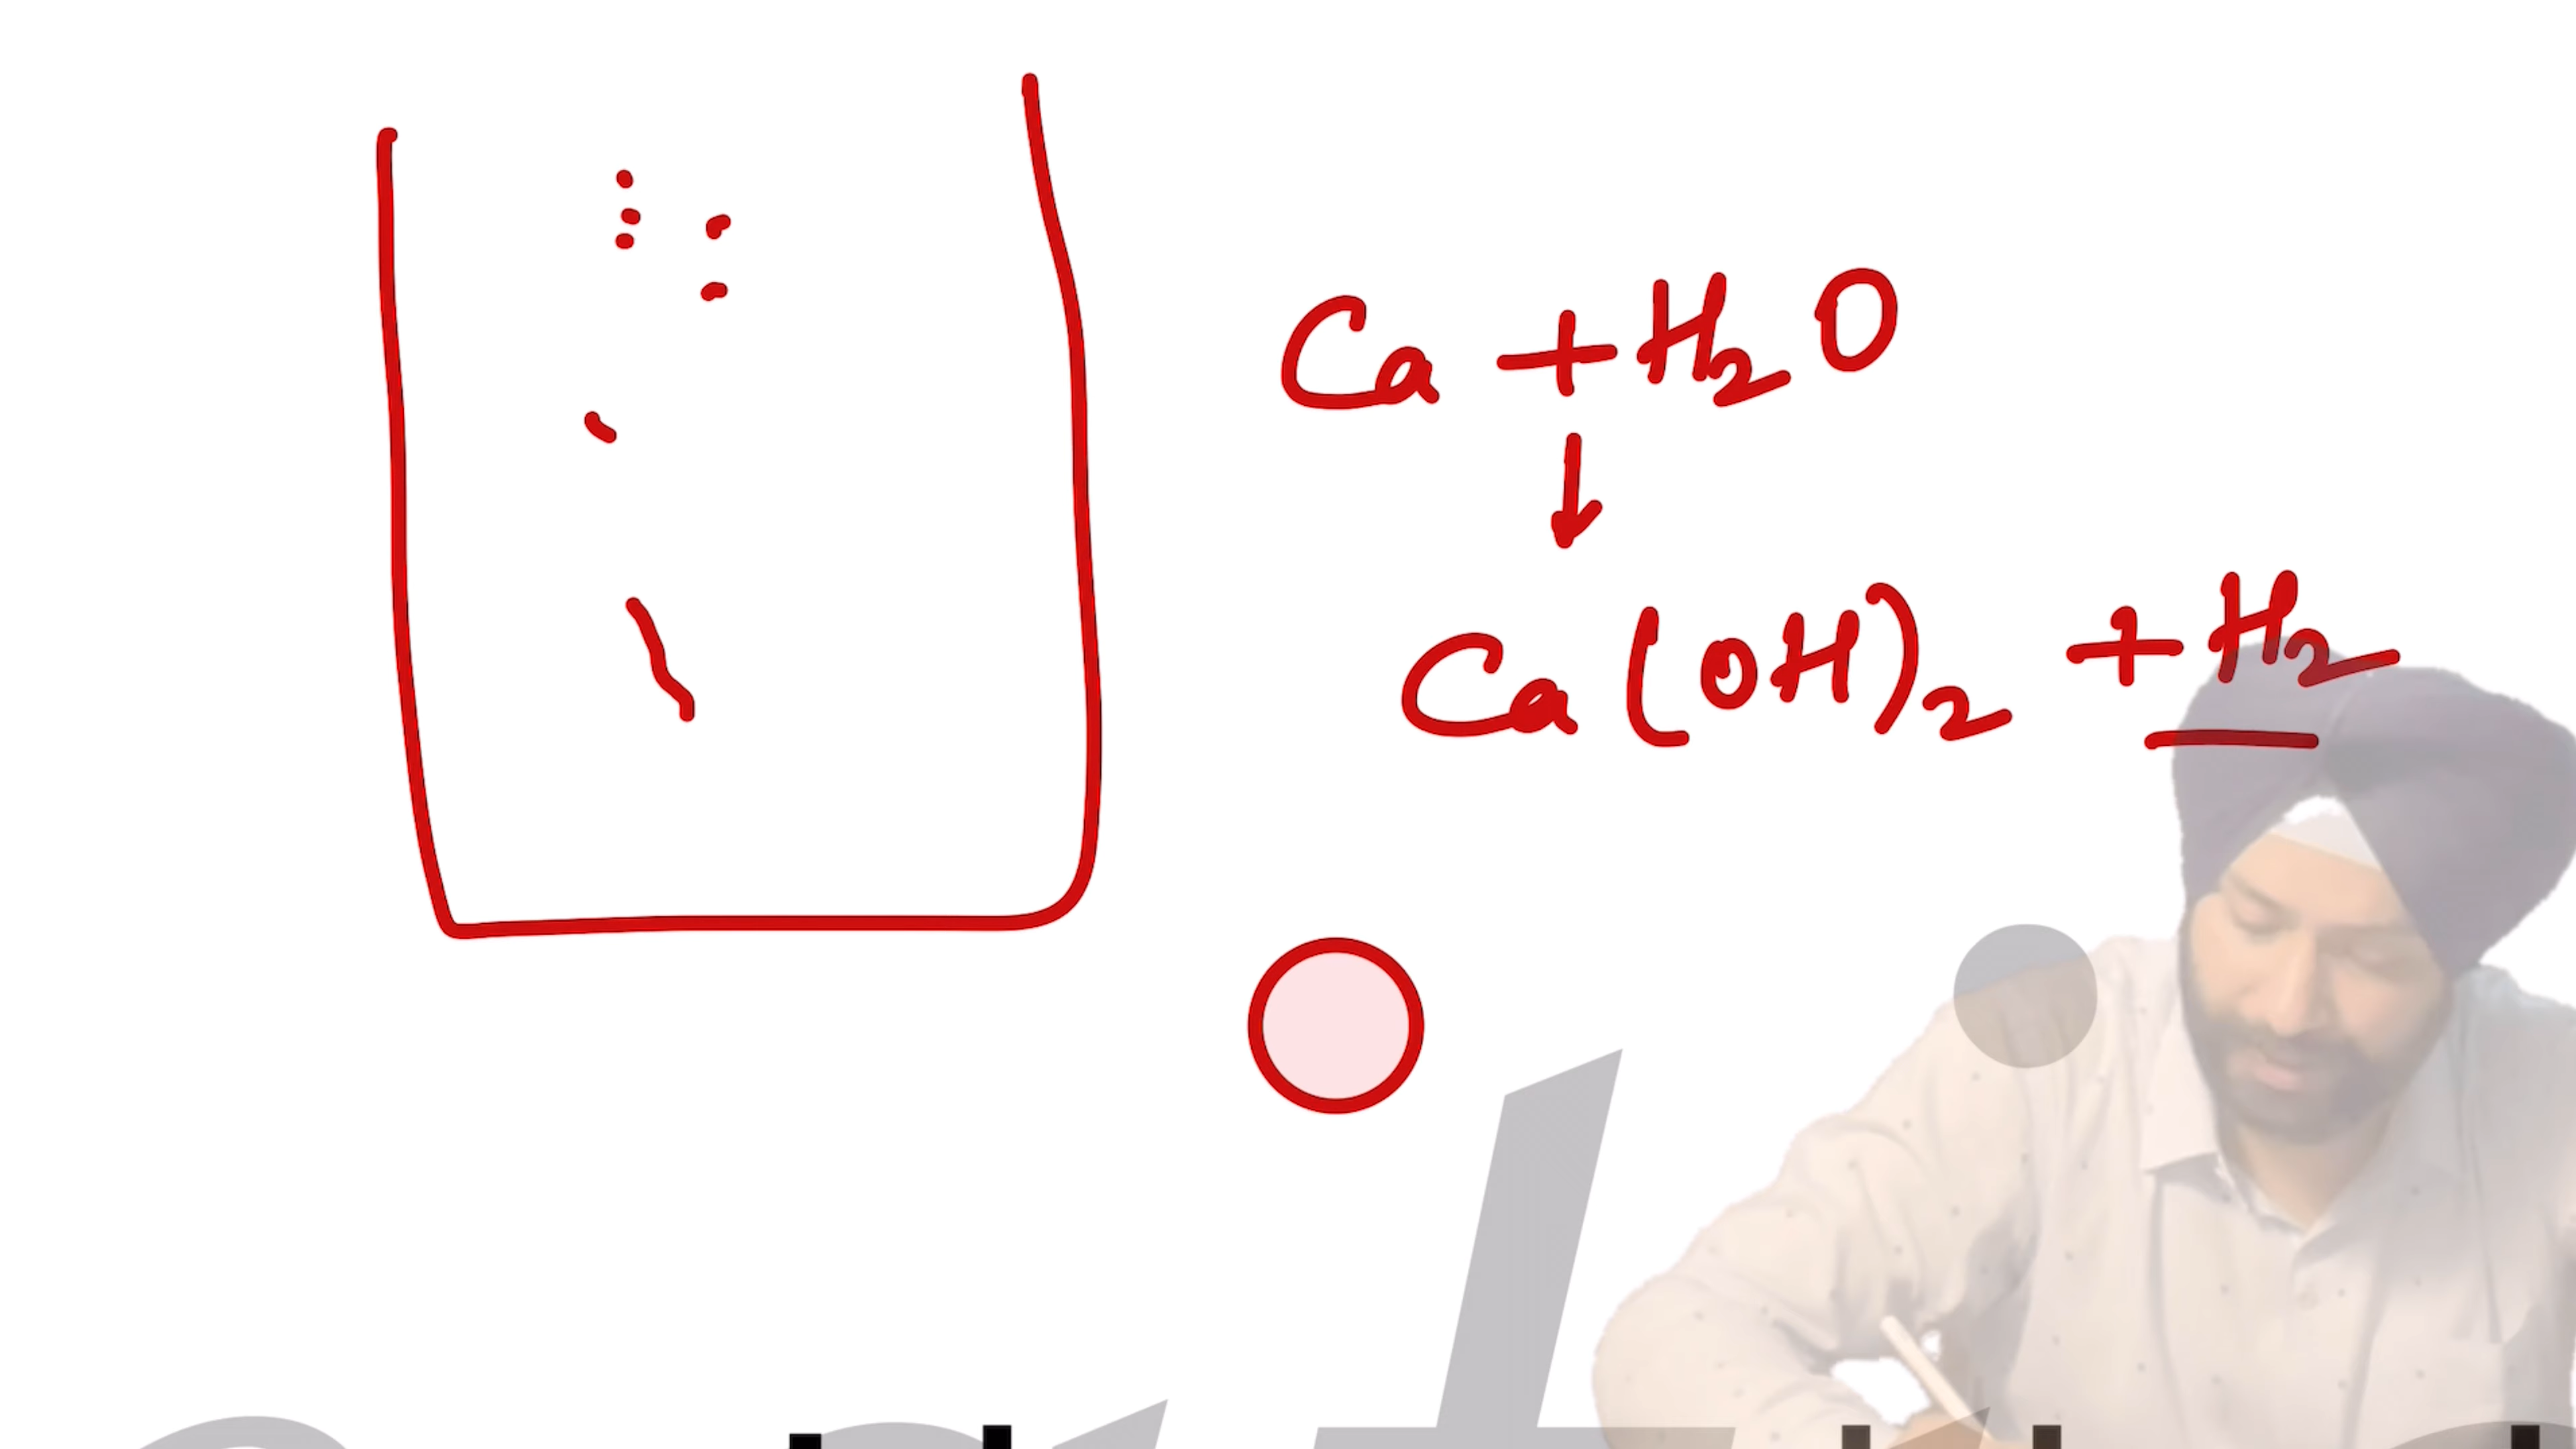 Ca + H₂O
↓
Ca(OH)₂ + H₂